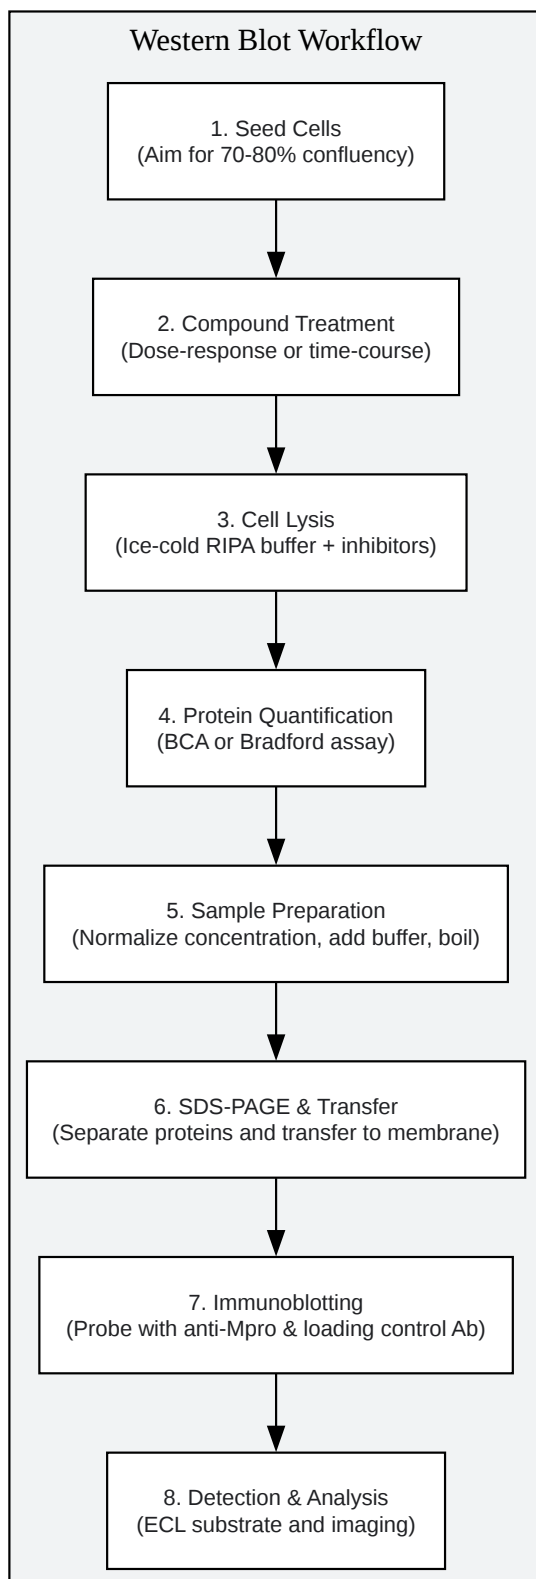 Western Blot Workflow
1. Seed Cells
(Aim for 70-80% confluency)
2. Compound Treatment
(Dose-response or time-course)
3. Cell Lysis
(Ice-cold RIPA buffer + inhibitors)
4. Protein Quantification
(BCA or Bradford assay)
5. Sample Preparation
(Normalize concentration, add buffer, boil)
6. SDS-PAGE & Transfer
(Separate proteins and transfer to membrane)
7. Immunoblotting
(Probe with anti-Mpro & loading control Ab)
8. Detection & Analysis
(ECL substrate and imaging)